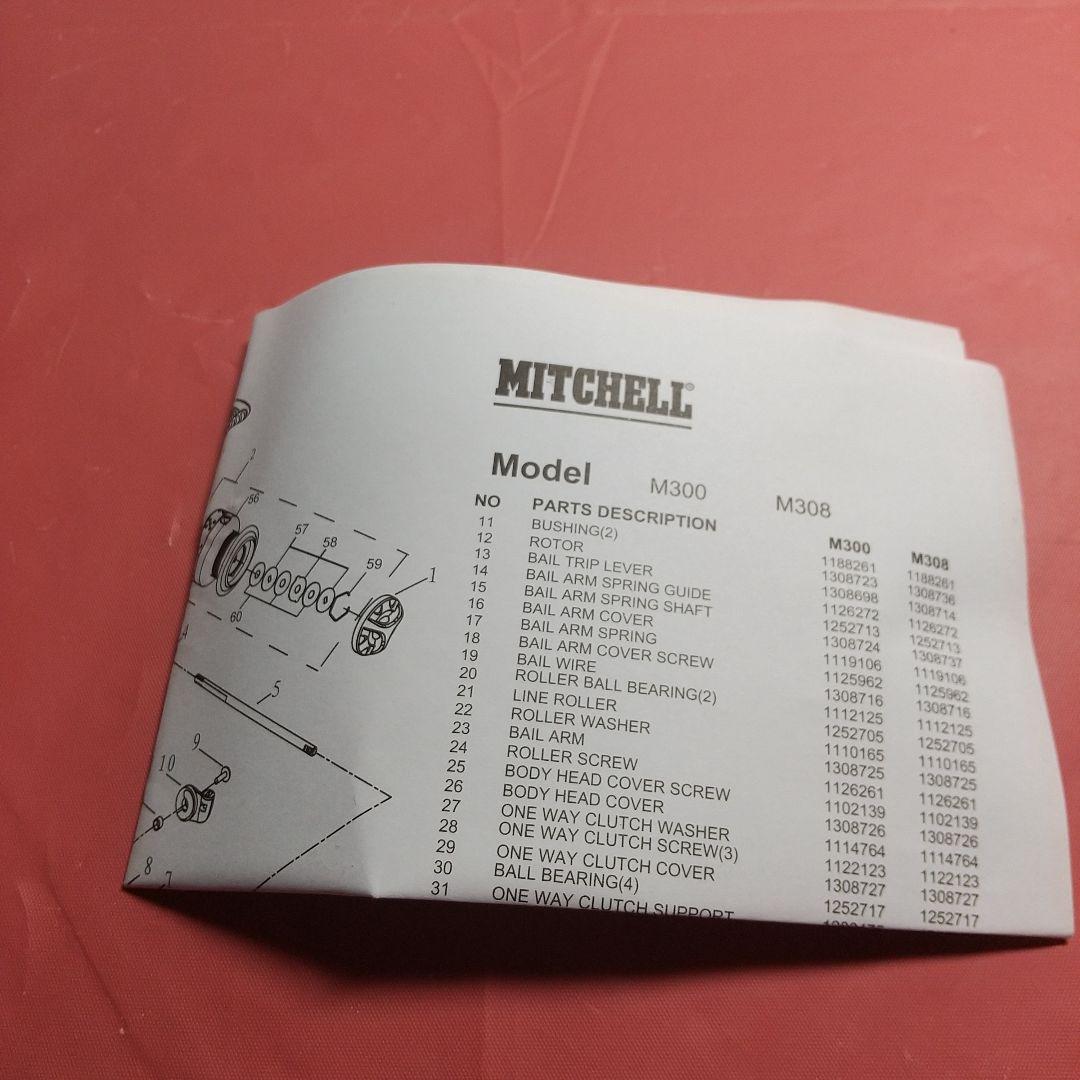 MITCHELL®
Model M300 M308
NO PARTS DESCRIPTION M300 M308
11 BUSHING(2) 1188261 1188261
12 ROTOR 1308723 1308736
13 BAIL TRIP LEVER 1308698 1308714
14 BAIL ARM SPRING GUIDE 1126272 1126272
15 BAIL ARM SPRING SHAFT 1252713 1252713
16 BAIL ARM COVER 1308724 1308737
17 BAIL ARM SPRING 1119106 1119106
18 BAIL ARM COVER SCREW 1125962 1125962
19 BAIL WIRE 1308716 1308716
20 ROLLER BALL BEARING(2) 1112125 1112125
21 LINE ROLLER 1252705 1252705
22 ROLLER WASHER 1110165 1110165
23 BAIL ARM 1308725 1308725
24 ROLLER SCREW 1126261 1126261
25 BODY HEAD COVER SCREW 1102139 1102139
26 BODY HEAD COVER 1308726 1308726
27 ONE WAY CLUTCH WASHER 1114764 1114764
28 ONE WAY CLUTCH SCREW(3) 1122123 1122123
29 ONE WAY CLUTCH COVER 1308727 1308727
30 BALL BEARING(4) 1252717 1252717
31 ONE WAY CLUTCH SUPPORT
2
56
57
58
59
1
60
5
9
10
8
7